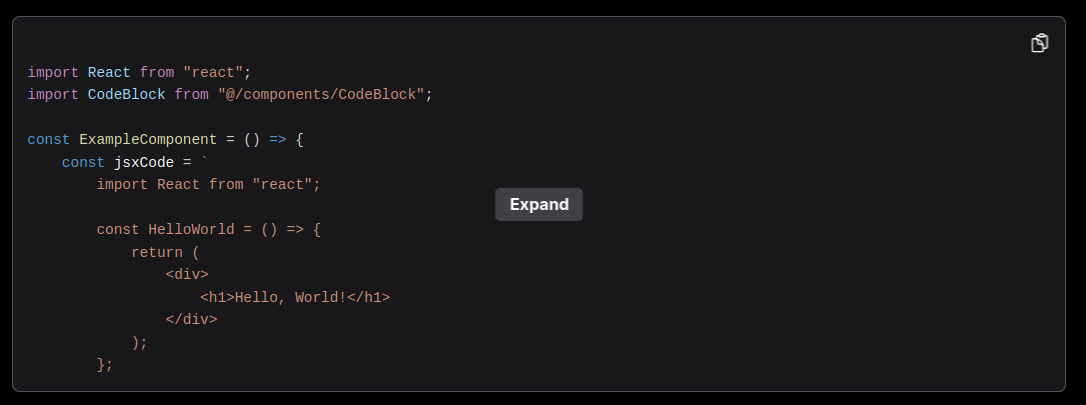 import React from "react";
import CodeBlock from "@/components/CodeBlock";
const ExampleComponent = () => {
    const jsxCode = `
        import React from "react";
Expand
        const HelloWorld = () => {
            return (
                <div>
                    <h1>Hello, World!</h1>
                </div>
            );
        };